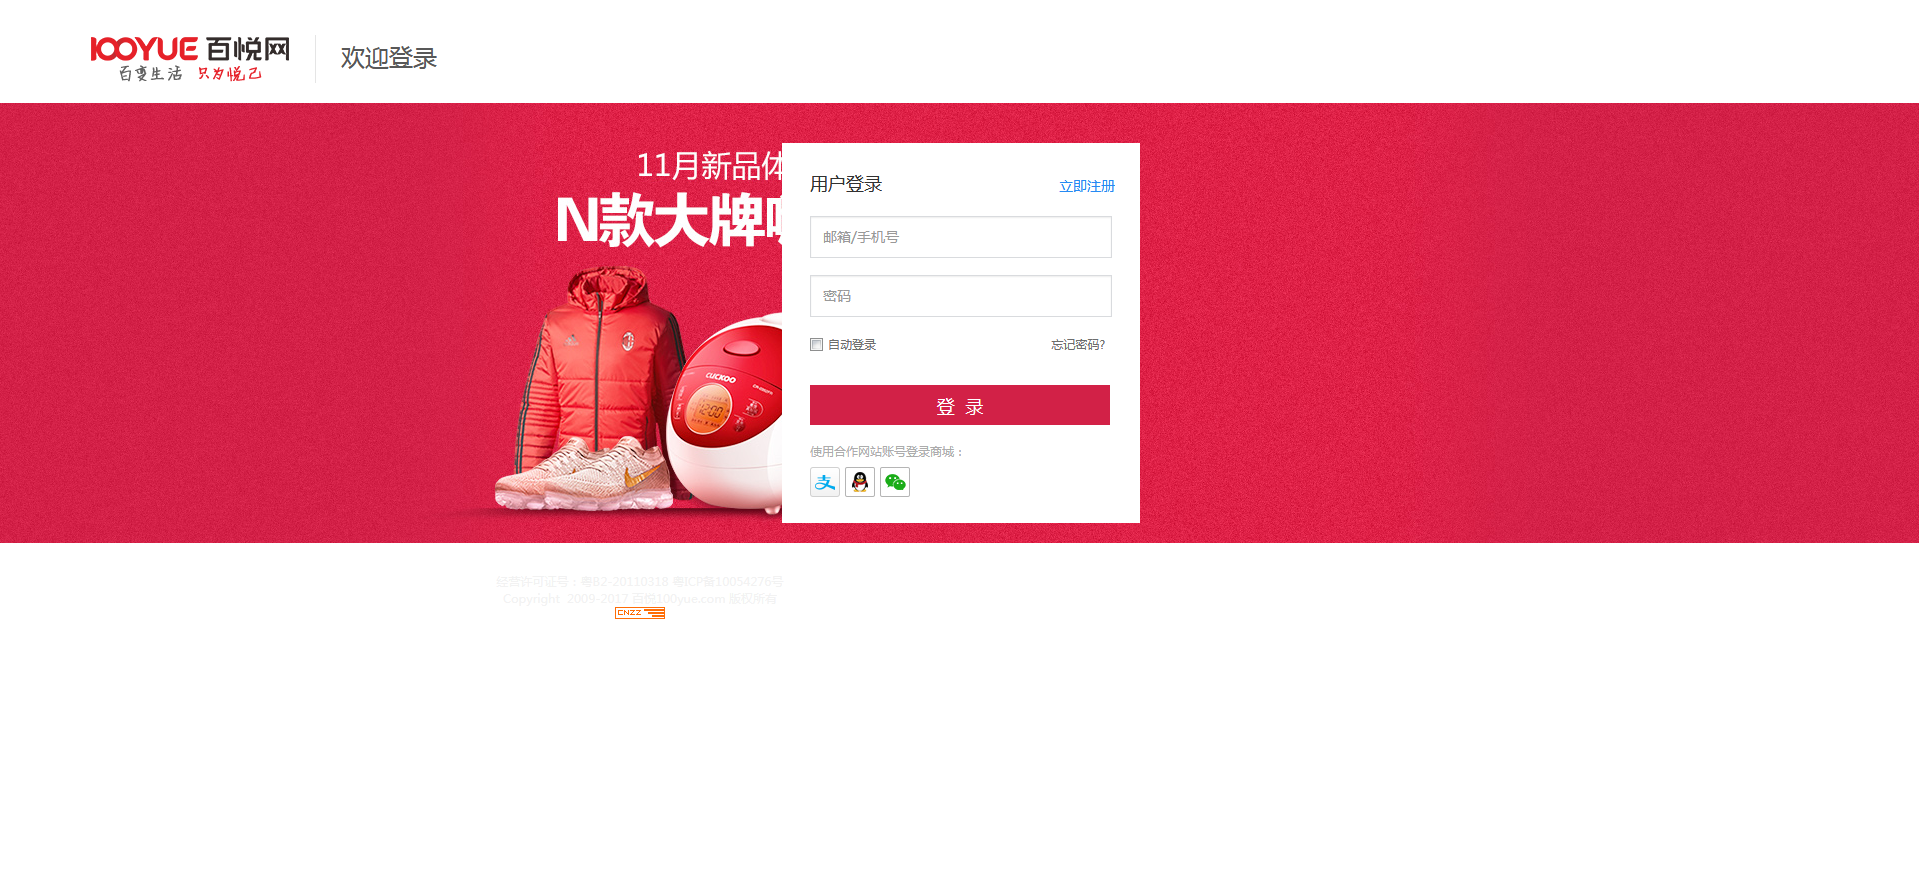 100YUE 百悦网
百变生活 只为悦己
欢迎登录
11月新品体
N款大牌
CUCKOO
12:00
用户登录
立即注册
邮箱/手机号
密码
自动登录
忘记密码?
登 录
使用合作网站账号登录商城：
支
经营许可证号：粤B2-20110318 粤ICP备10054276号
Copyright 2009-2017 百悦100yue.com 版权所有
CNZZ